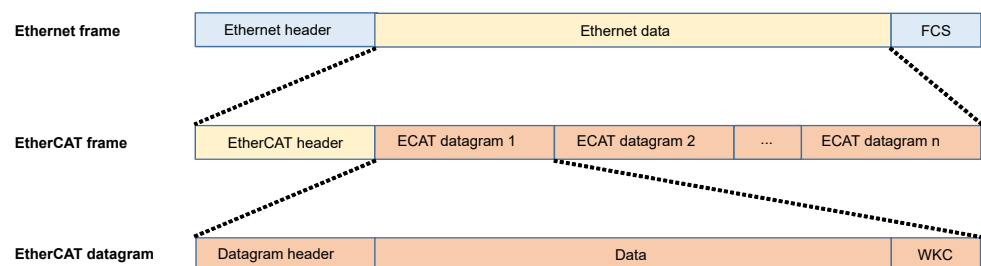 Ethernet frame Ethernet header Ethernet data FCS
EtherCAT frame EtherCAT header ECAT datagram 1 ECAT datagram 2 ... ECAT datagram n
EtherCAT datagram Datagram header Data WKC